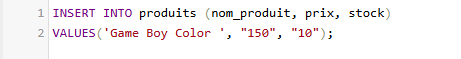 1 INSERT INTO produits (nom_produit, prix, stock)
2 VALUES('Game Boy Color ', "150", "10");